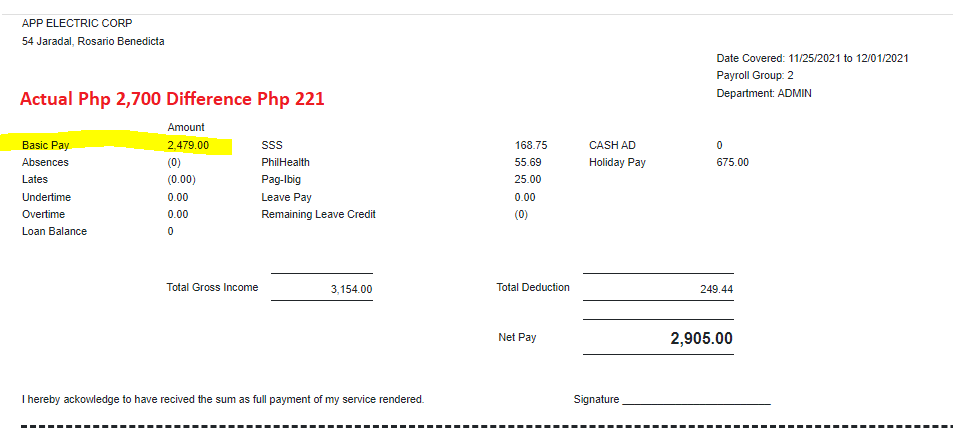 APP ELECTRIC CORP
54 Jaradal, Rosario Benedicta
Date Covered: 11/25/2021 to 12/01/2021
Payroll Group: 2
Department: ADMIN
Actual Php 2,700 Difference Php 221
Amount
Basic Pay 2,479.00 SSS 168.75 CASH AD 0
Absences (0) PhilHealth 55.69 Holiday Pay 675.00
Lates (0.00) Pag-Ibig 25.00
Undertime 0.00 Leave Pay 0.00
Overtime 0.00 Remaining Leave Credit (0)
Loan Balance 0
Total Gross Income 3,154.00 Total Deduction 249.44
Net Pay 2,905.00
I hereby ackowledge to have recived the sum as full payment of my service rendered. Signature